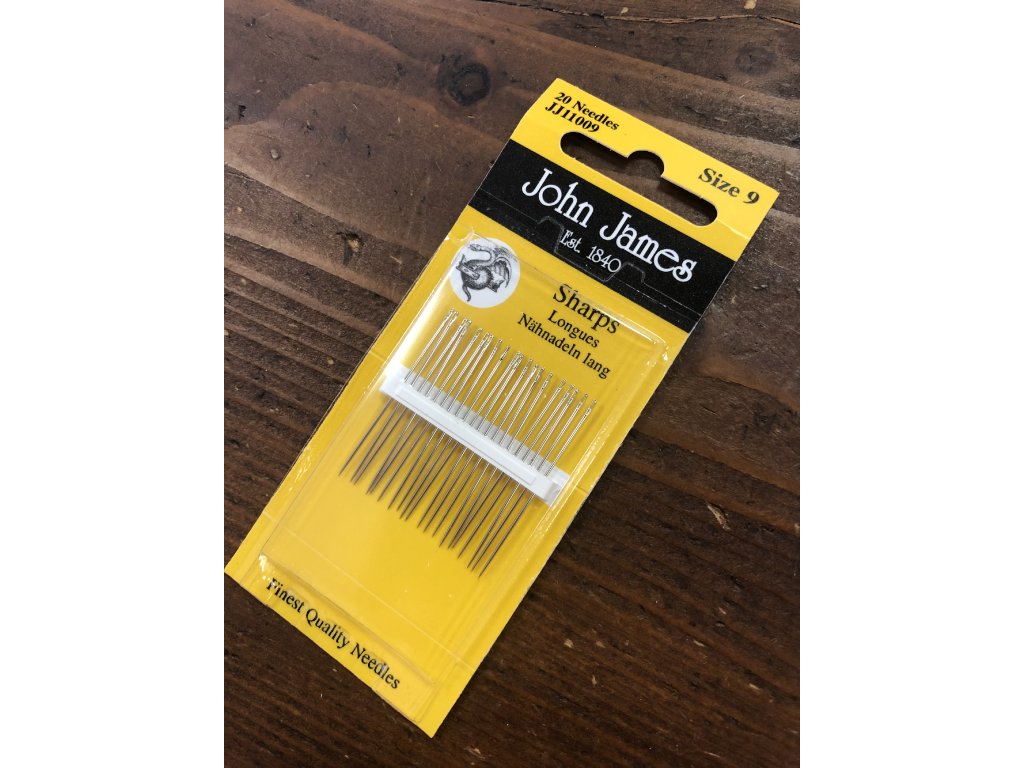 20 Needles
JJ11009
Size 9
John James
Est. 1840
Sharps
Longues
Nähnadeln lang
Finest Quality Needles